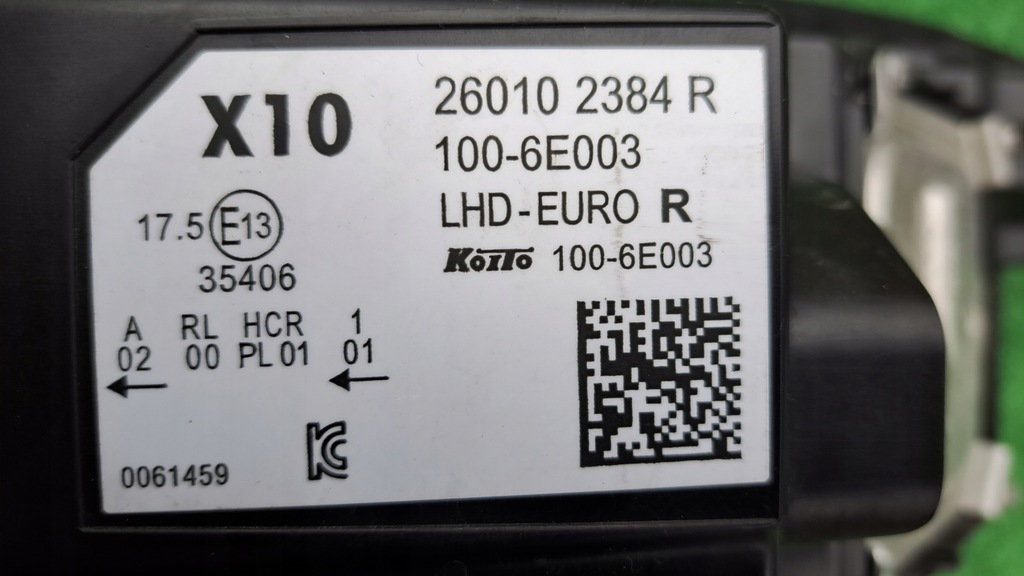 X10
26010 2384 R
100-6E003
LHD-EURO R
KOITO 100-6E003
17.5 E13
35406
A RL HCR 1
02 00 PL 01 01
0061459
KC